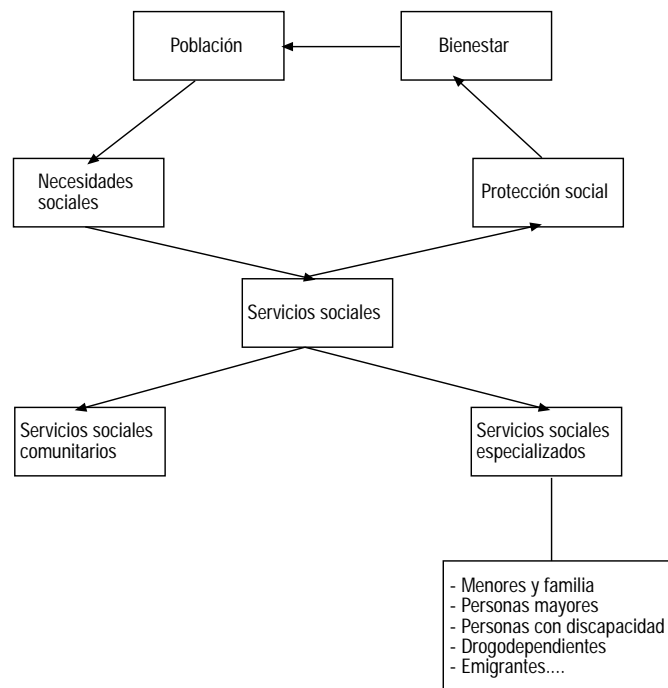 Población
Bienestar
Necesidades
sociales
Protección social
Servicios sociales
Servicios sociales
comunitarios
Servicios sociales
especializados
- Menores y familia
- Personas mayores
- Personas con discapacidad
- Drogodependientes
- Emigrantes....